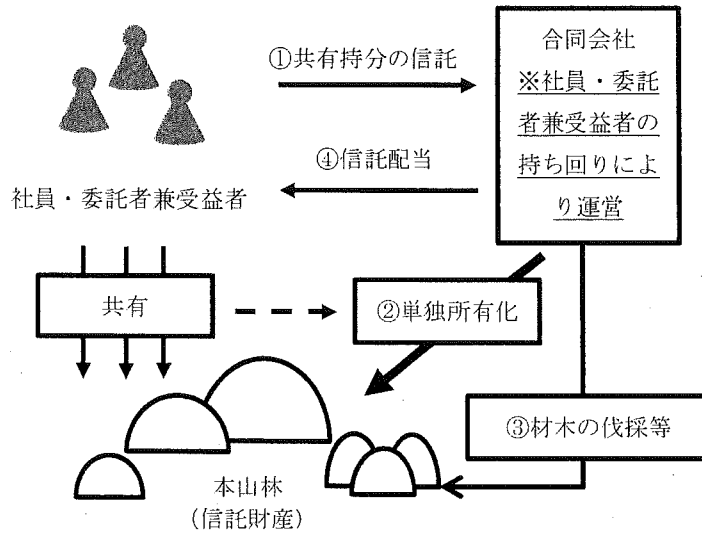 ①共有持分の信託
合同会社
※社員・委託
者兼受益者の
持ち回りによ
り運営
④信託配当
社員・委託者兼受益者
共有
②単独所有化
③材木の伐採等
本山林
(信託財産)